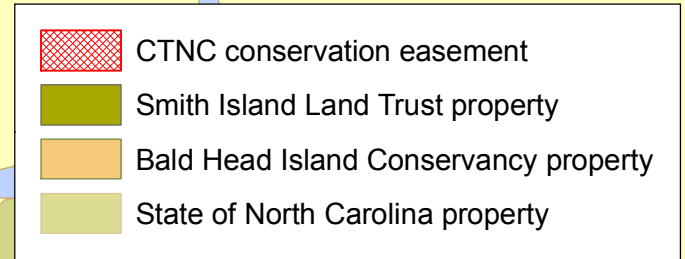 CTNC conservation easement
Smith Island Land Trust property
Bald Head Island Conservancy property
State of North Carolina property